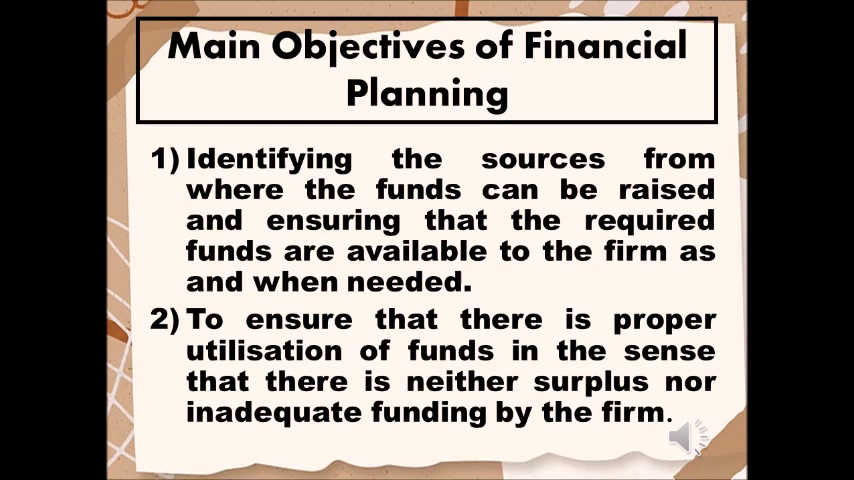 Main Objectives of Financial
Planning
1) Identifying the sources from
where the funds can be raised
and ensuring that the required
funds are available to the firm as
and when needed.
2) To ensure that there is proper
utilisation of funds in the sense
that there is neither surplus nor
inadequate funding by the firm.